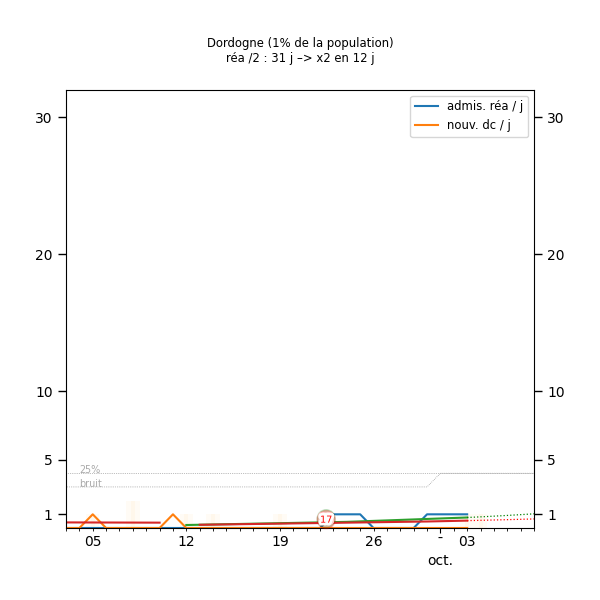 Dordogne (1% de la population)
réa /2 : 31 j –> x2 en 12 j
admis. réa / j
nouv. dc / j
30 30
20 20
10 10
5 5
25%
bruit
1 1
17
05 12 19 26 - 03
oct.